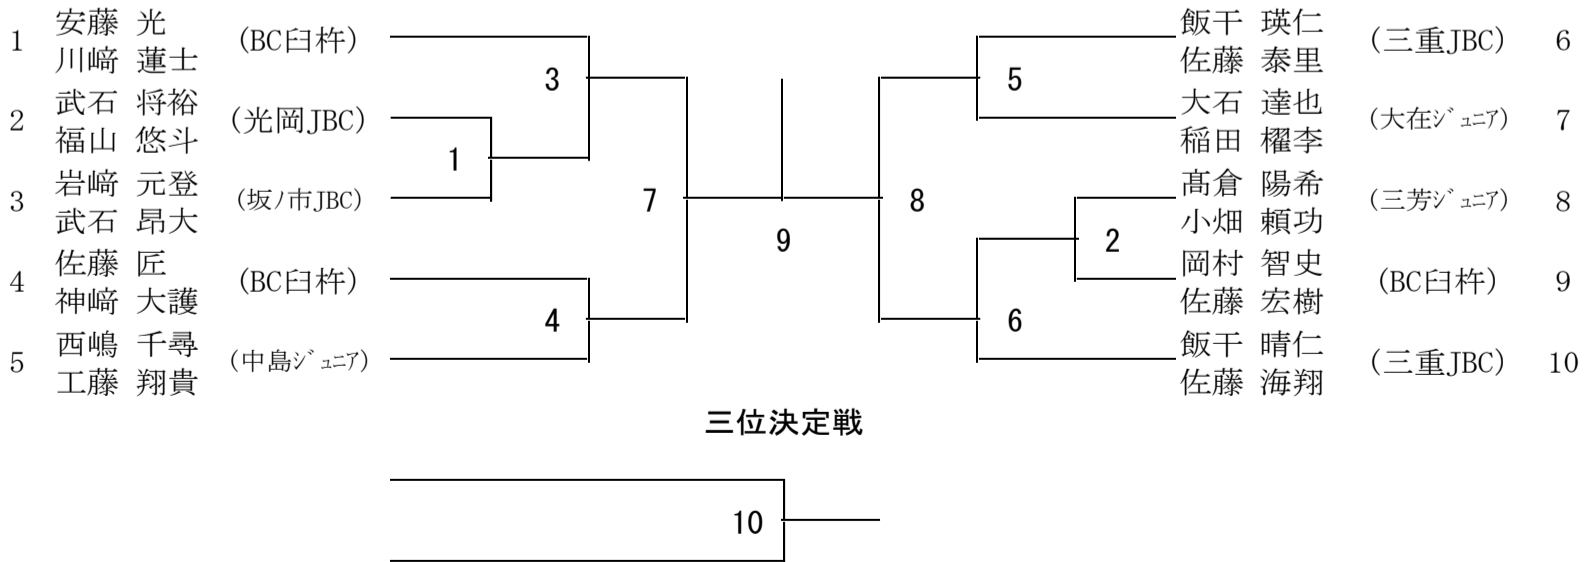 1 安藤 光 (BC臼杵)
川﨑 蓮士
2 武石 将裕 (光岡JBC)
福山 悠斗
3 岩﨑 元登 (坂ﾉ市JBC)
武石 昂大
4 佐藤 匠 (BC臼杵)
神﨑 大護
5 西嶋 千尋 (中島ｼﾞｭﾆｱ)
工藤 翔貴
3
1
7
4
9
飯干 瑛仁 (三重JBC) 6
佐藤 泰里
大石 達也 (大在ｼﾞｭﾆｱ) 7
稲田 櫂李
髙倉 陽希 (三芳ｼﾞｭﾆｱ) 8
小畑 頼功
岡村 智史 (BC臼杵) 9
佐藤 宏樹
飯干 晴仁 (三重JBC) 10
佐藤 海翔
5
8
2
6
三位決定戦
10